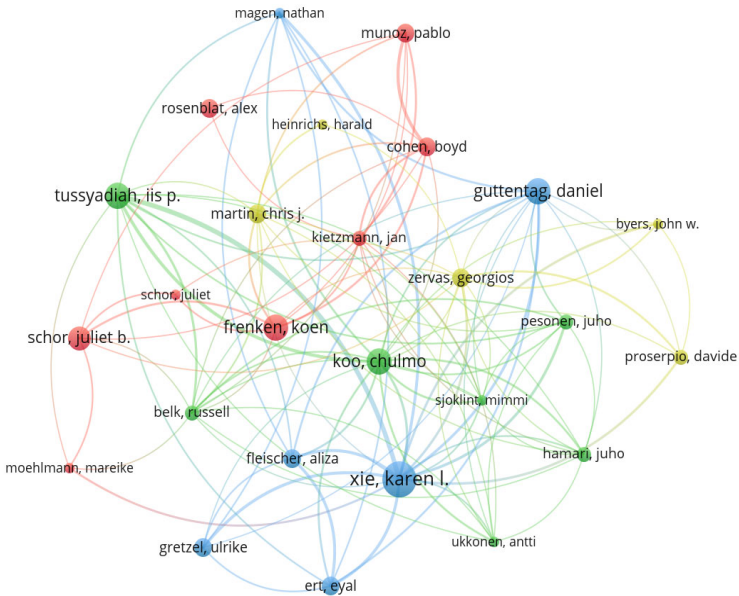 magen, nathan
munoz, pablo
rosenblat, alex
heinrichs, harald
cohen, boyd
tussyadiah, iis p.
guttentag, daniel
martin, chris j.
byers, john w.
kietzmann, jan
zervas, georgios
schor, juliet
pesonen, juho
frenken, koen
schor, juliet b.
koo, chulmo
proserpio, davide
sjoklint, mimmi
belk, russell
hamari, juho
fleischer, aliza
moehlmann, mareike
xie, karen l.
ukkonen, antti
gretzel, ulrike
ert, eyal